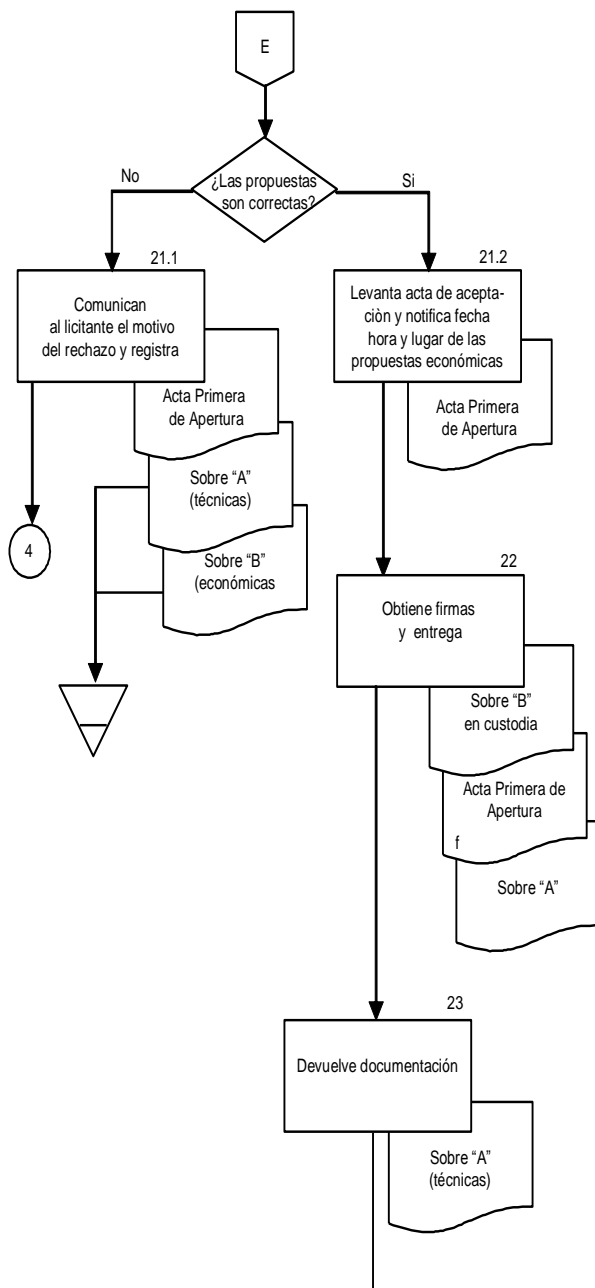 E
¿Las propuestas
son correctas?
No
Si
21.1
Comunican
al licitante el motivo
del rechazo y registra
Acta Primera
de Apertura
Sobre “A”
(técnicas)
Sobre “B”
(económicas
4
21.2
Levanta acta de acepta-
ciòn y notifica fecha
hora y lugar de las
propuestas económicas
Acta Primera
de Apertura
22
Obtiene firmas
y entrega
Sobre “B”
en custodia
Acta Primera de
Apertura
f
Sobre “A”
23
Devuelve documentación
Sobre “A”
(técnicas)